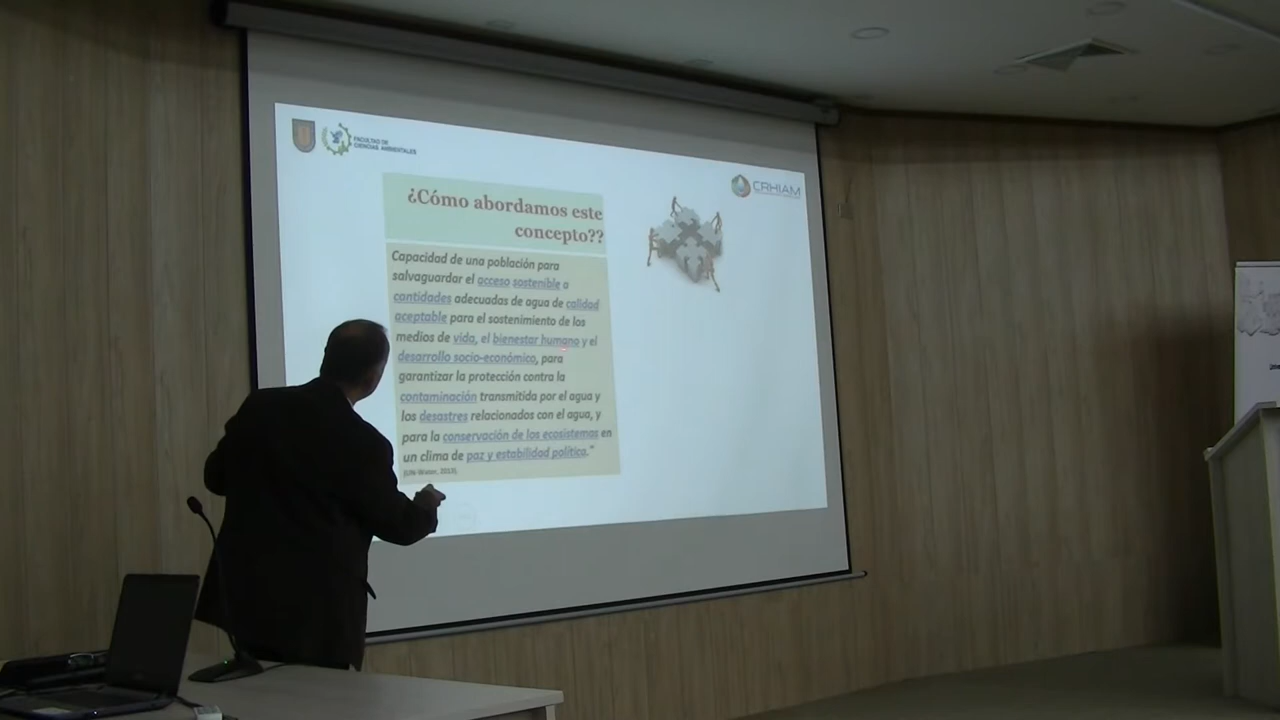 FACULTAD DE
CIENCIAS AMBIENTALES
CRHIAM
¿Cómo abordamos este
concepto??
Capacidad de una población para
salvaguardar el acceso sostenible a
cantidades adecuadas de agua de calidad
aceptable para el sostenimiento de los
medios de vida, el bienestar humano y el
desarrollo socio-económico, para
garantizar la protección contra la
contaminación transmitida por el agua y
los desastres relacionados con el agua, y
para la conservación de los ecosistemas en
un clima de paz y estabilidad política."
(UN-Water, 2013).